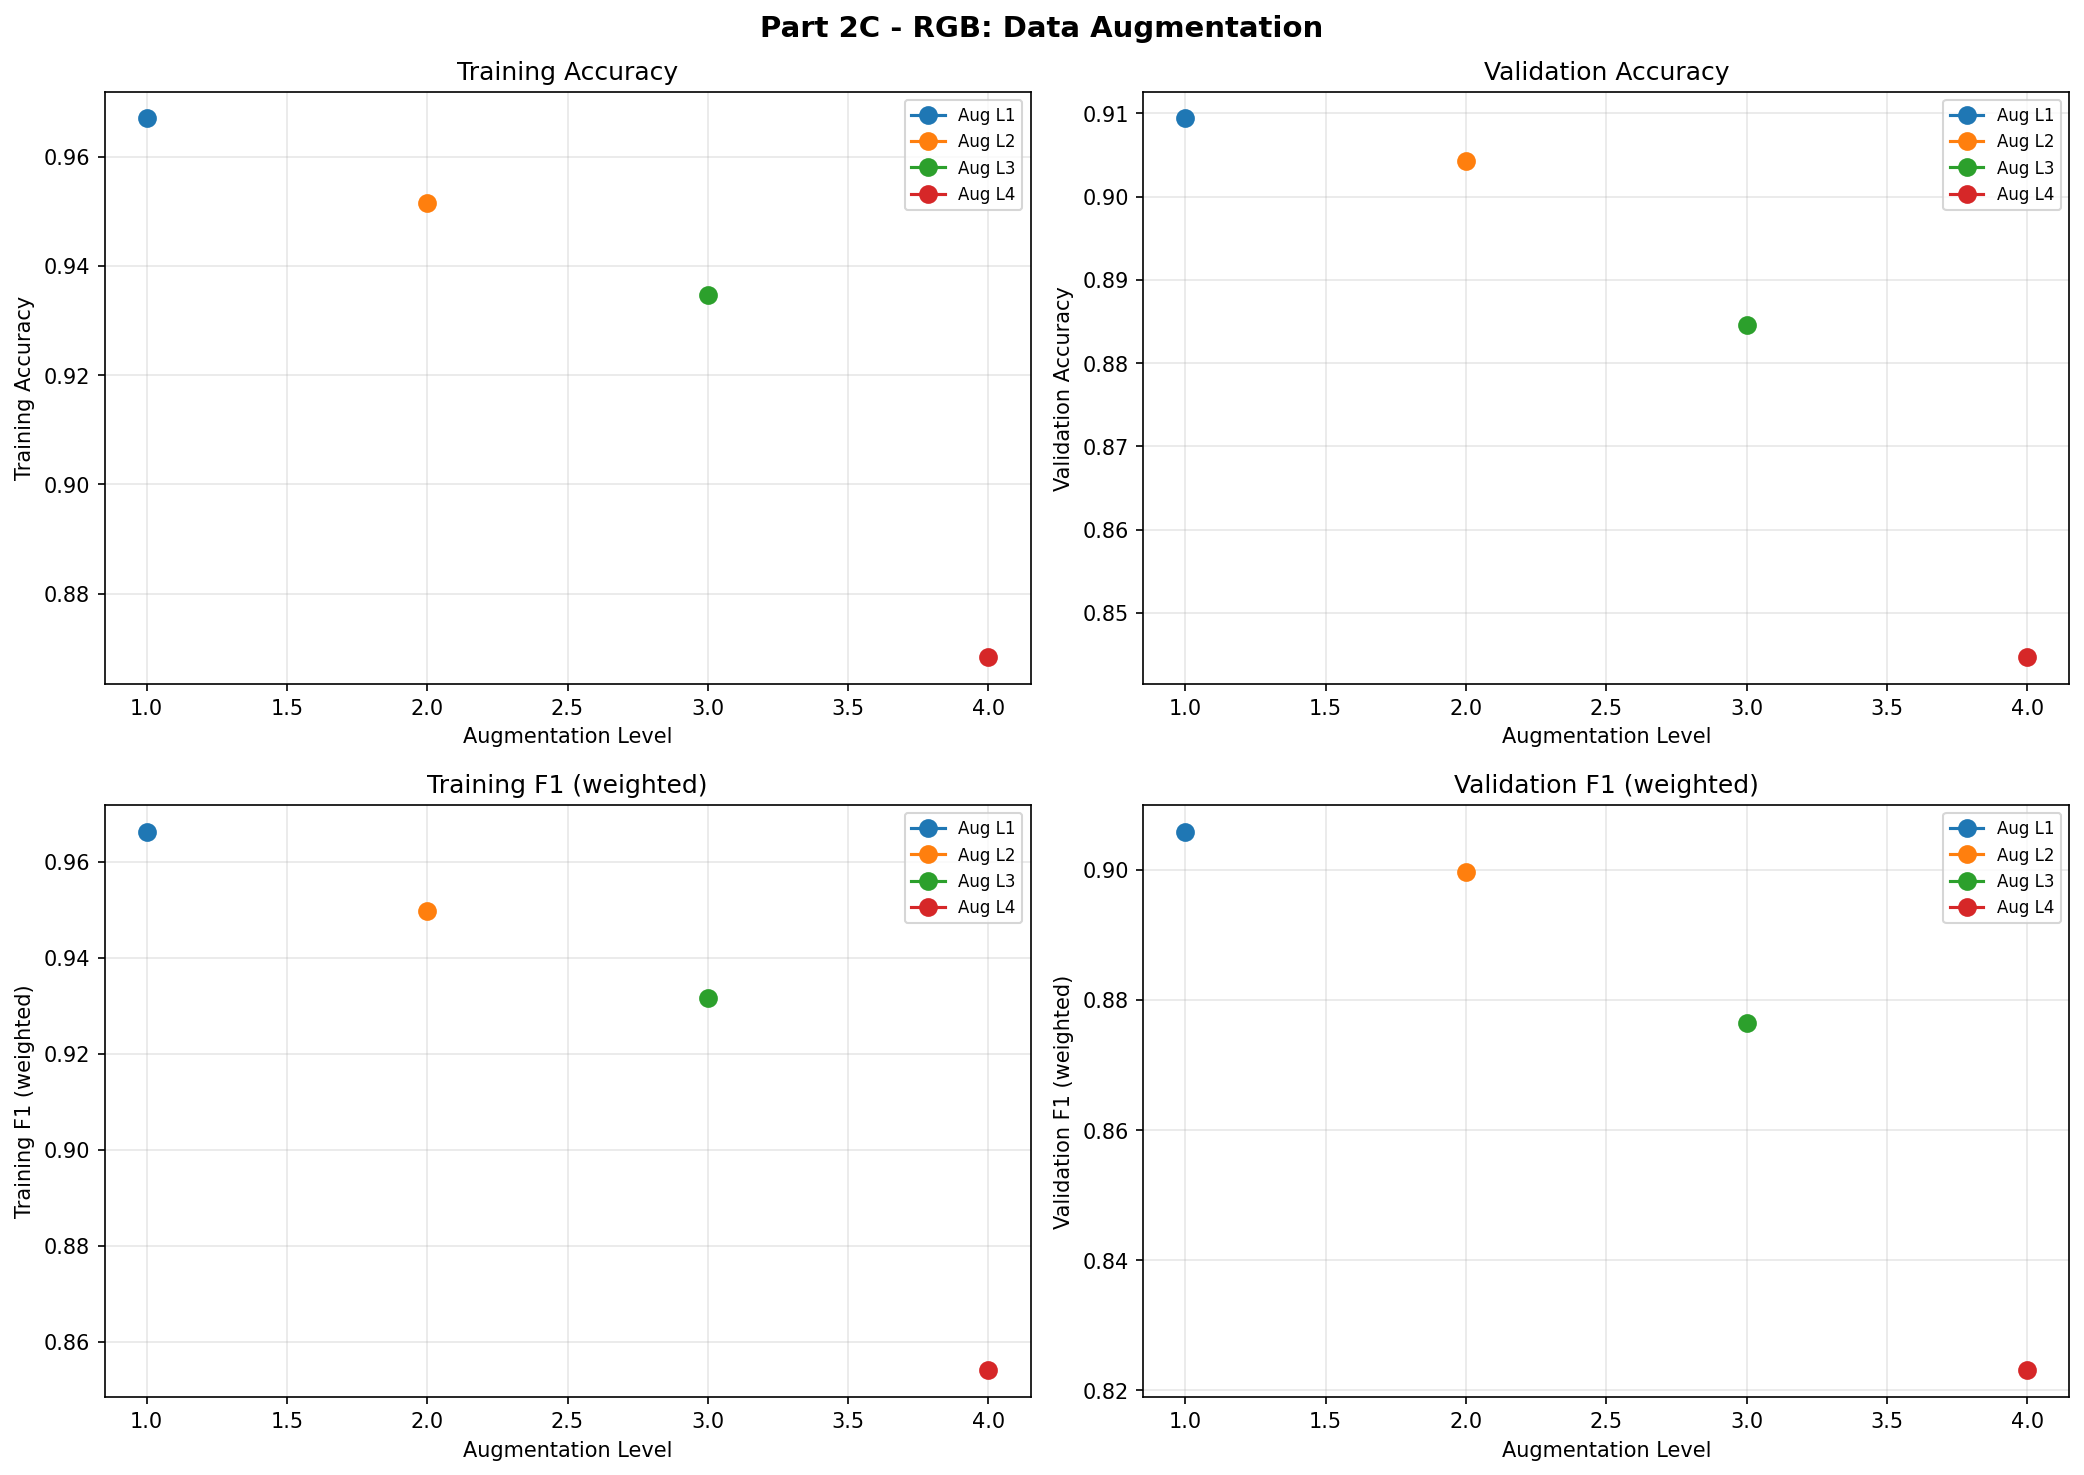 Part 2C - RGB: Data Augmentation
Training Accuracy
Training Accuracy
0.96
0.94
0.92
0.90
0.88
Aug L1
Aug L2
Aug L3
Aug L4
1.0 1.5 2.0 2.5 3.0 3.5 4.0
Augmentation Level
Validation Accuracy
Validation Accuracy
0.91
0.90
0.89
0.88
0.87
0.86
0.85
Aug L1
Aug L2
Aug L3
Aug L4
1.0 1.5 2.0 2.5 3.0 3.5 4.0
Augmentation Level
Training F1 (weighted)
Training F1 (weighted)
0.96
0.94
0.92
0.90
0.88
0.86
Aug L1
Aug L2
Aug L3
Aug L4
1.0 1.5 2.0 2.5 3.0 3.5 4.0
Augmentation Level
Validation F1 (weighted)
Validation F1 (weighted)
0.90
0.88
0.86
0.84
0.82
Aug L1
Aug L2
Aug L3
Aug L4
1.0 1.5 2.0 2.5 3.0 3.5 4.0
Augmentation Level